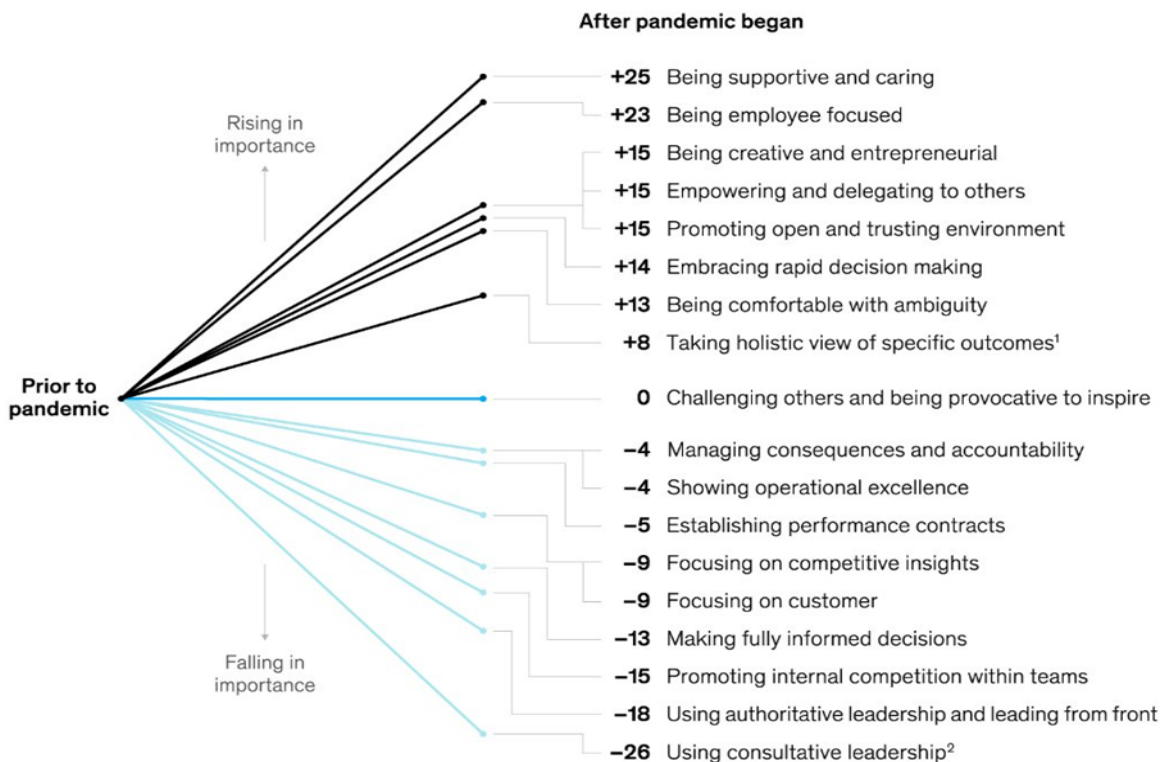 After pandemic began
+25 Being supportive and caring
Rising in
importance
+23 Being employee focused
+15 Being creative and entrepreneurial
+15 Empowering and delegating to others
+15 Promoting open and trusting environment
+14 Embracing rapid decision making
+13 Being comfortable with ambiguity
+8 Taking holistic view of specific outcomes¹
Prior to
pandemic
0 Challenging others and being provocative to inspire
−4 Managing consequences and accountability
−4 Showing operational excellence
−5 Establishing performance contracts
−9 Focusing on competitive insights
−9 Focusing on customer
−13 Making fully informed decisions
Falling in
importance
−15 Promoting internal competition within teams
−18 Using authoritative leadership and leading from front
−26 Using consultative leadership²